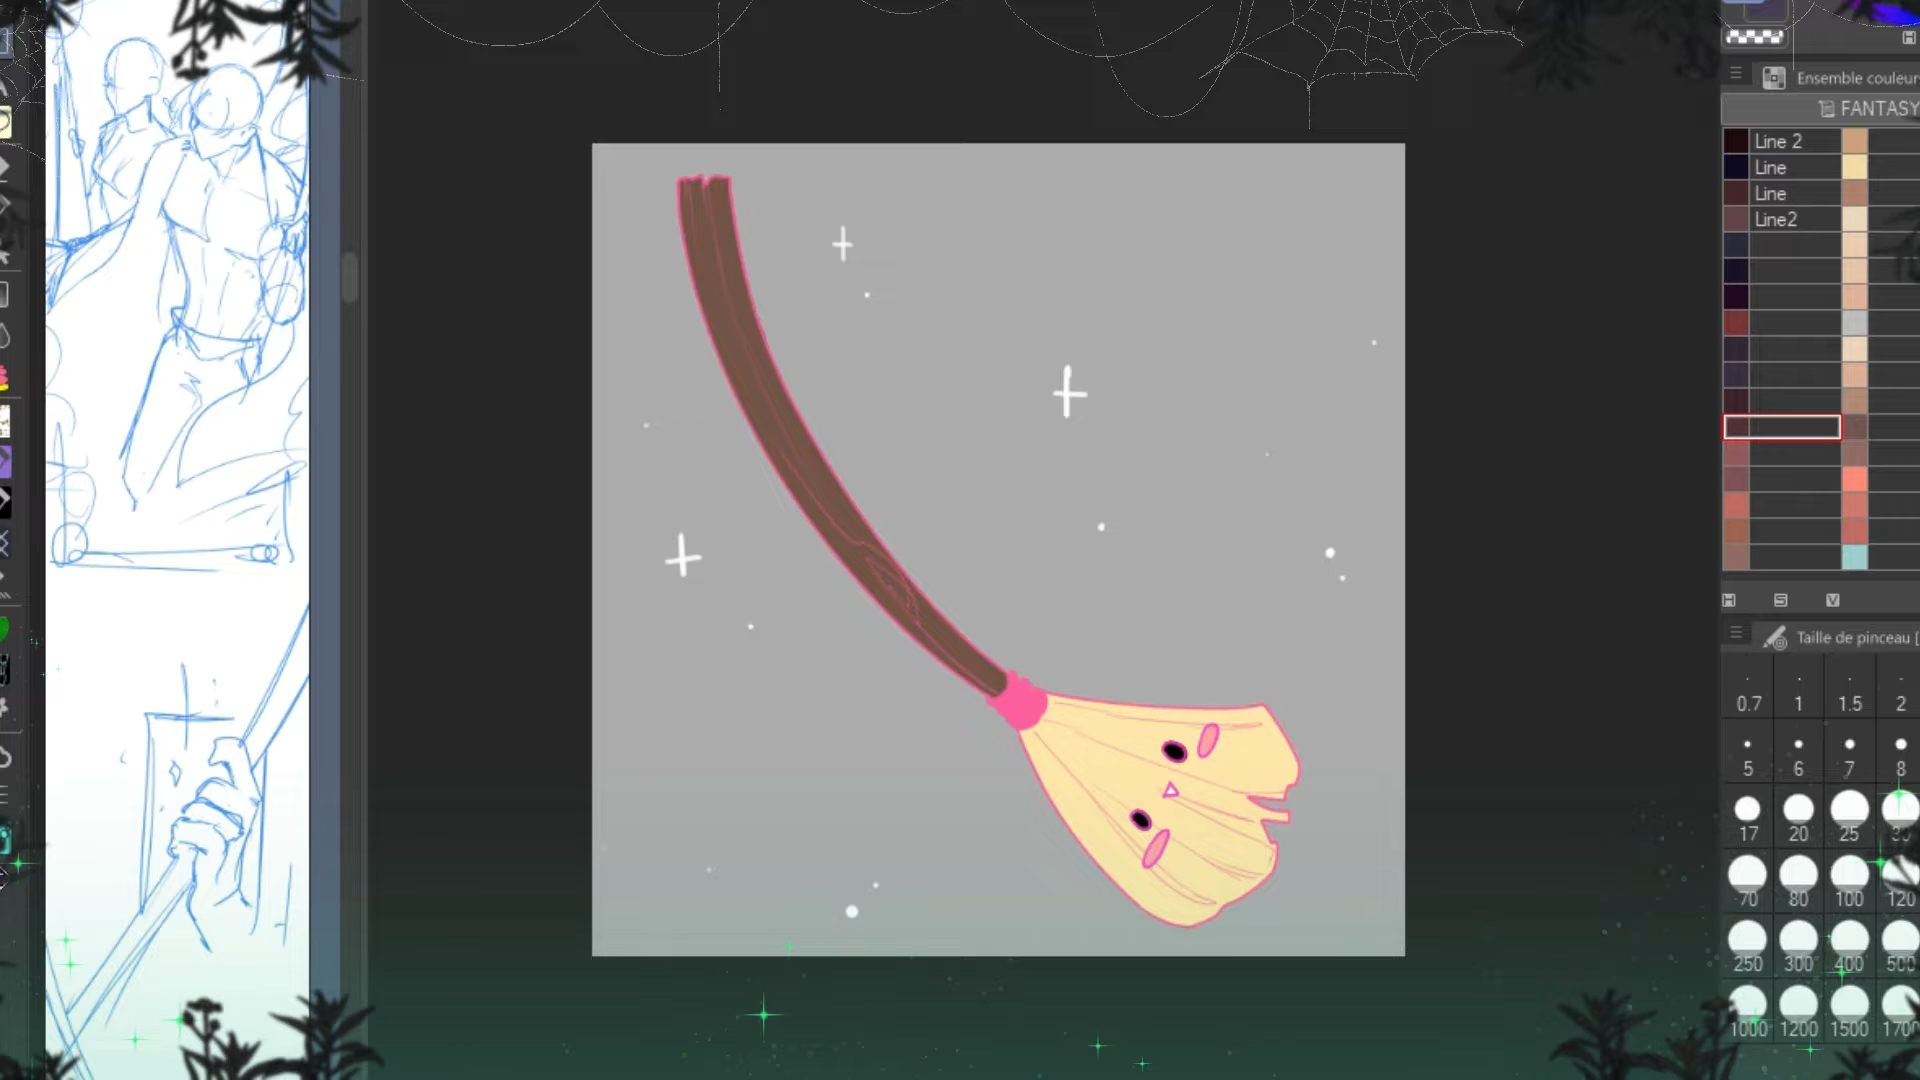 Ensemble couleur
FANTASY
Line 2
Line
Line
Line2
H S V
Taille de pinceau [
0.7 1 1.5 2
5 6 7 8
17 20 25
70 80 100 120
250 300 400 500
1000 1200 1500 1700